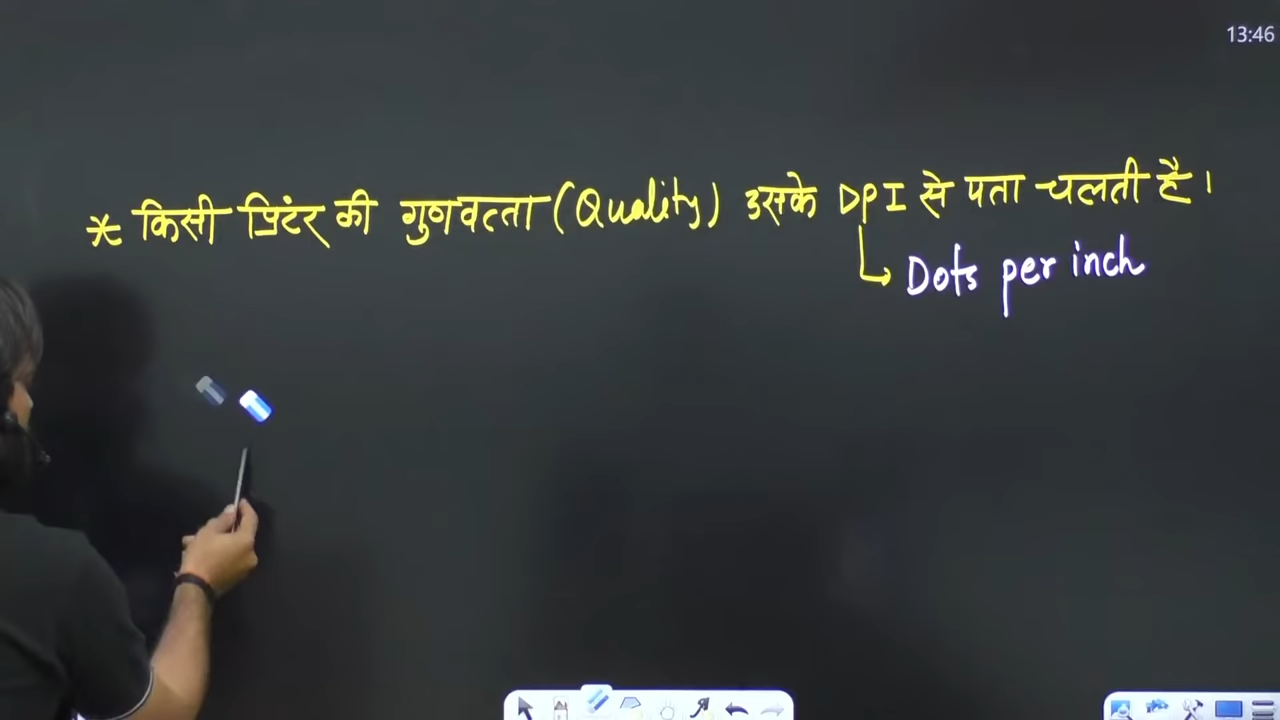 13:46
* किसी प्रिंटर की गुणवत्ता (Quality) उसके DPI से पता चलती है।
Dots per inch